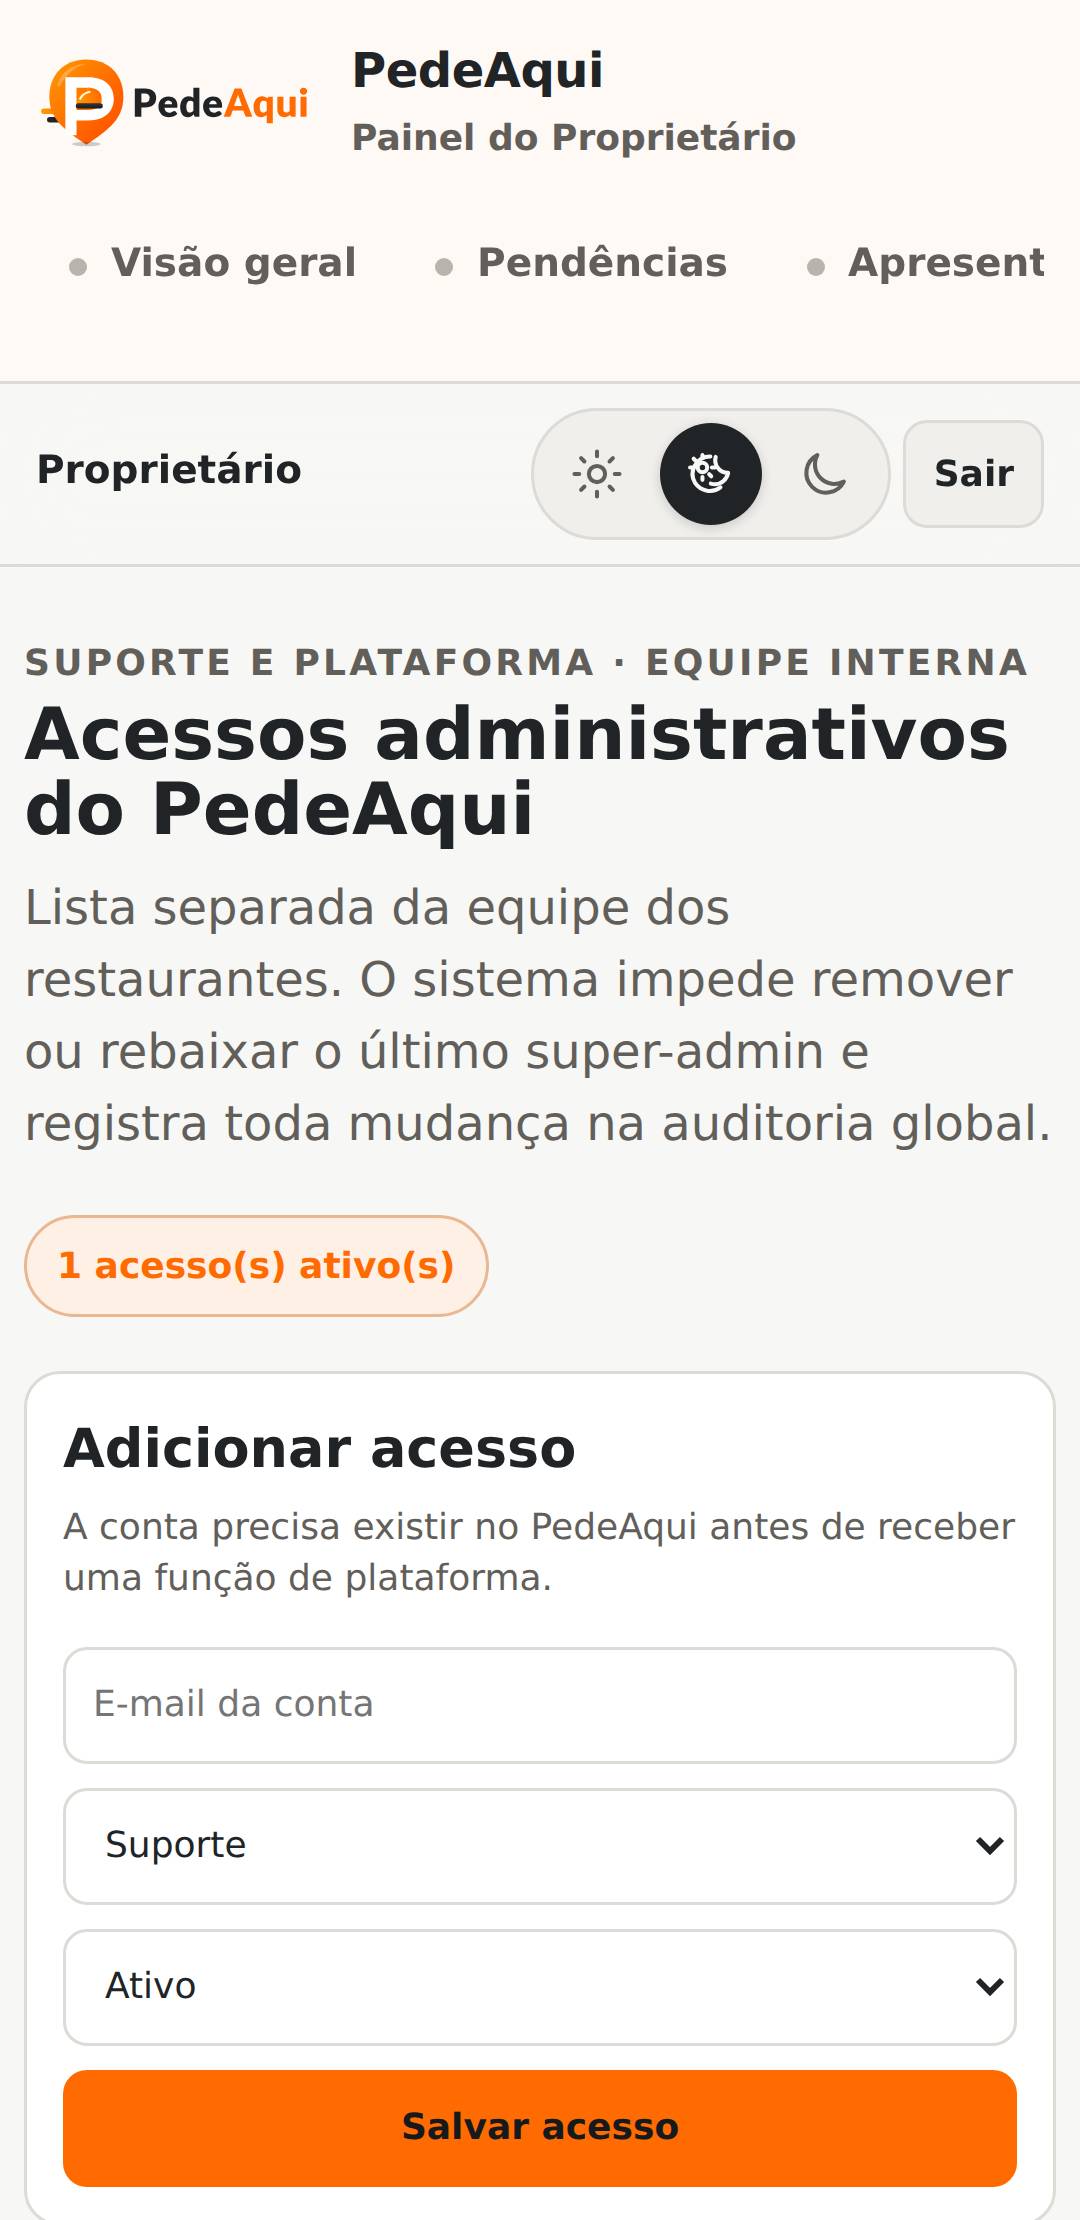 PedeAqui
PedeAqui
Painel do Proprietário
Visão geral
Pendências
Apresent
Proprietário
Sair
SUPORTE E PLATAFORMA · EQUIPE INTERNA
Acessos administrativos
do PedeAqui
Lista separada da equipe dos
restaurantes. O sistema impede remover
ou rebaixar o último super-admin e
registra toda mudança na auditoria global.
1 acesso(s) ativo(s)
Adicionar acesso
A conta precisa existir no PedeAqui antes de receber
uma função de plataforma.
E-mail da conta
Suporte
Ativo
Salvar acesso